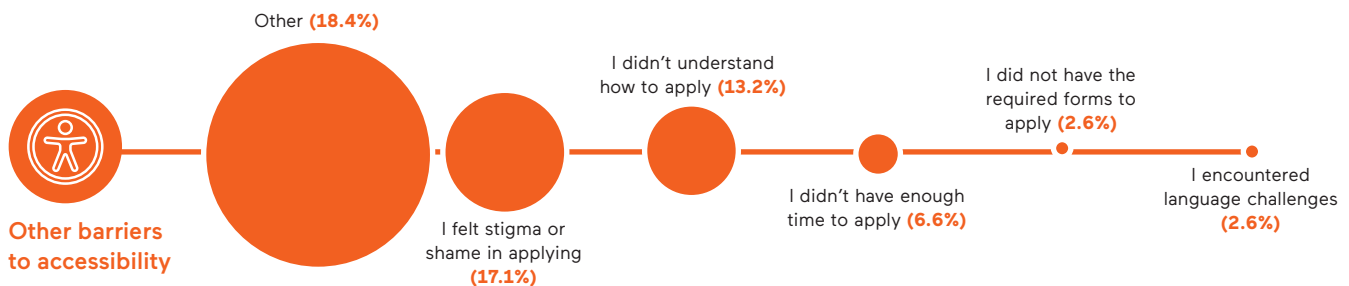 Other (18.4%)
I didn’t understand
how to apply (13.2%)
I did not have the
required forms to
apply (2.6%)
I didn’t have enough
time to apply (6.6%)
I encountered
language challenges
(2.6%)
Other barriers
to accessibility
I felt stigma or
shame in applying
(17.1%)